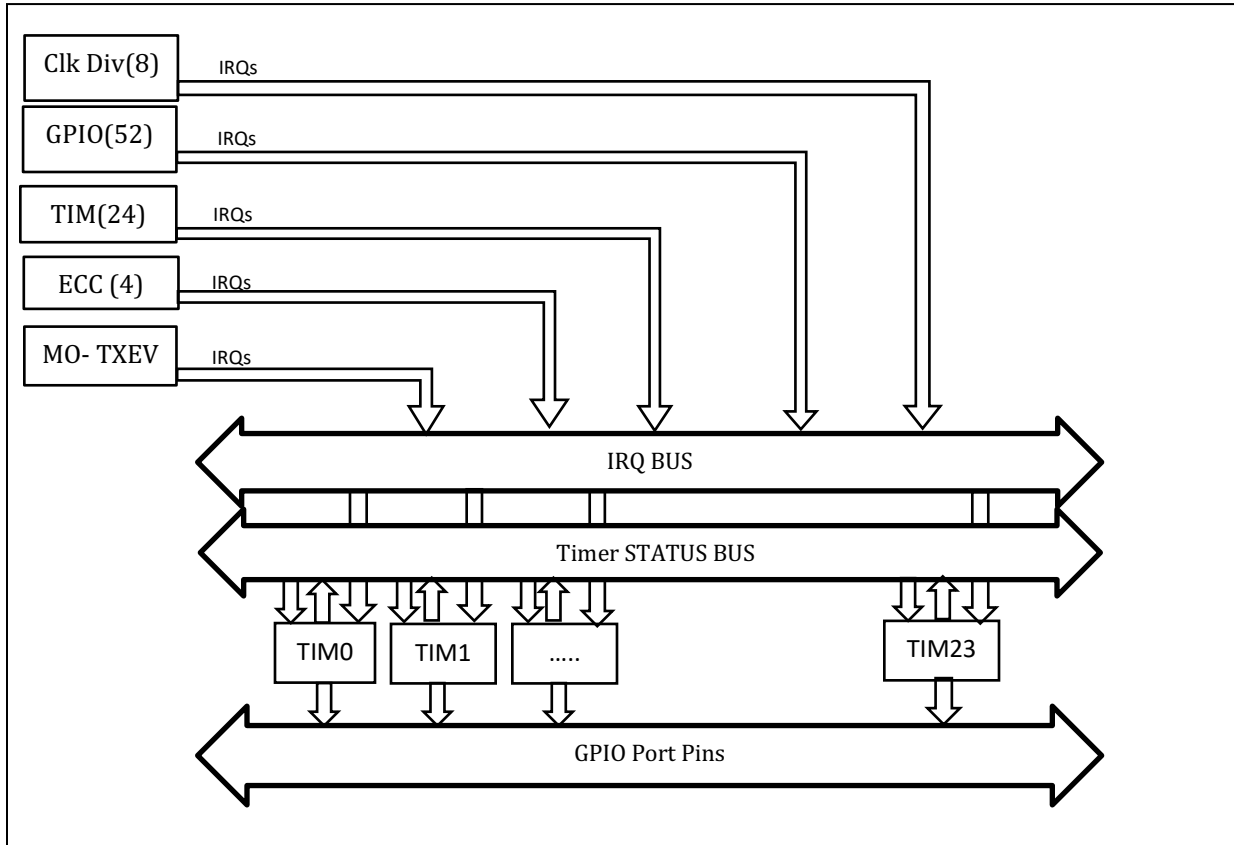 Clk Div(8)
IRQs
GPIO(52)
IRQs
TIM(24)
IRQs
ECC (4)
IRQs
MO- TXEV
IRQs
IRQ BUS
Timer STATUS BUS
TIM0
TIM1
.....
TIM23
GPIO Port Pins